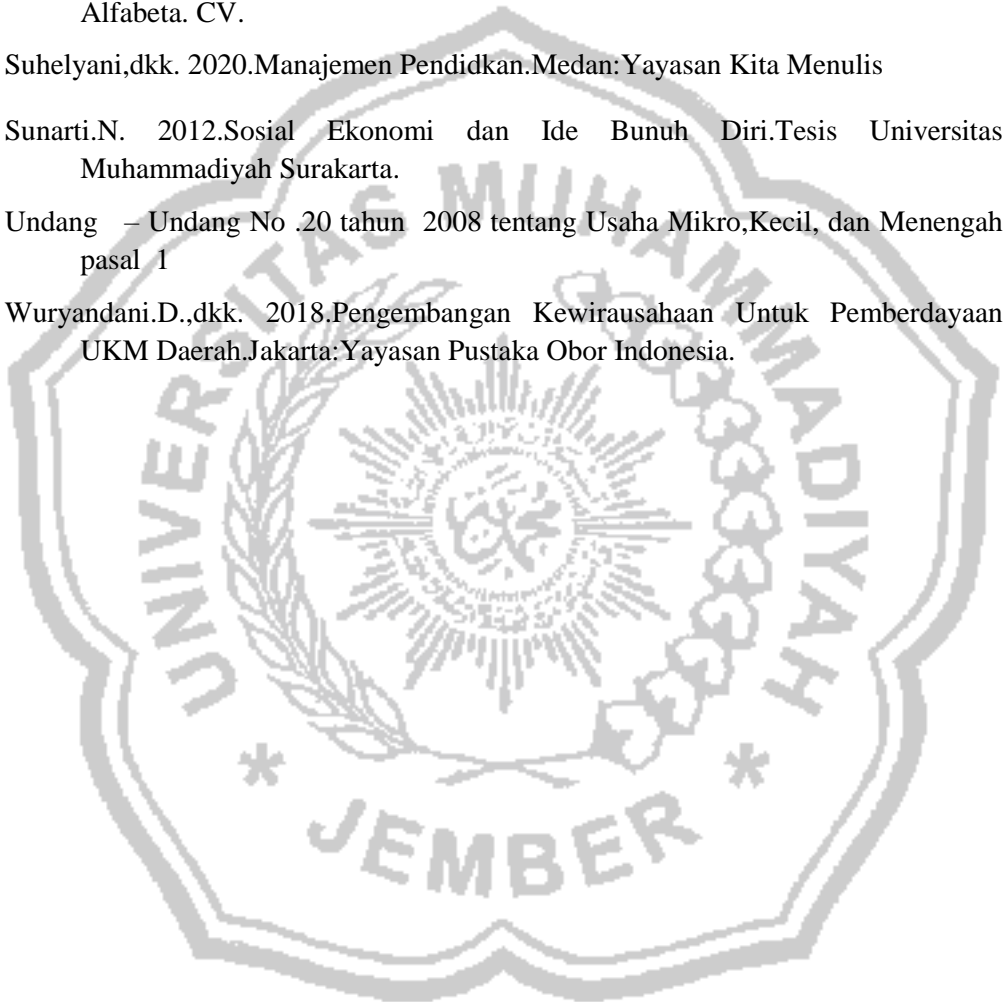 Alfabeta. CV.
Suhelyani,dkk. 2020.Manajemen Pendidkan.Medan:Yayasan Kita Menulis
Sunarti.N. 2012.Sosial Ekonomi dan Ide Bunuh Diri.Tesis Universitas
Muhammadiyah Surakarta.
Undang – Undang No .20 tahun 2008 tentang Usaha Mikro,Kecil, dan Menengah
pasal 1
Wuryandani.D.,dkk. 2018.Pengembangan Kewirausahaan Untuk Pemberdayaan
UKM Daerah.Jakarta:Yayasan Pustaka Obor Indonesia.
UNIVERSITAS MUHAMMADIYAH
* JEMBER *